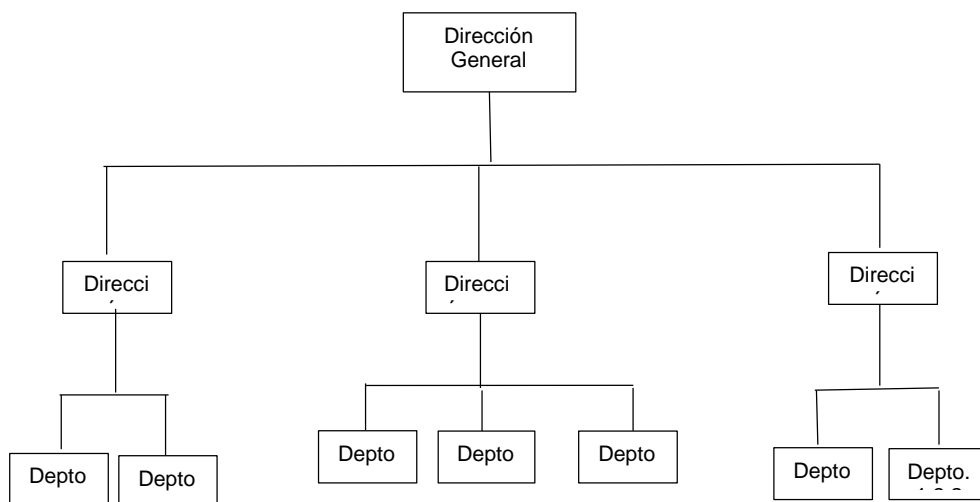 Dirección
General
Direcci
Direcci
Direcci
Depto
Depto
Depto
Depto
Depto
Depto
Depto.